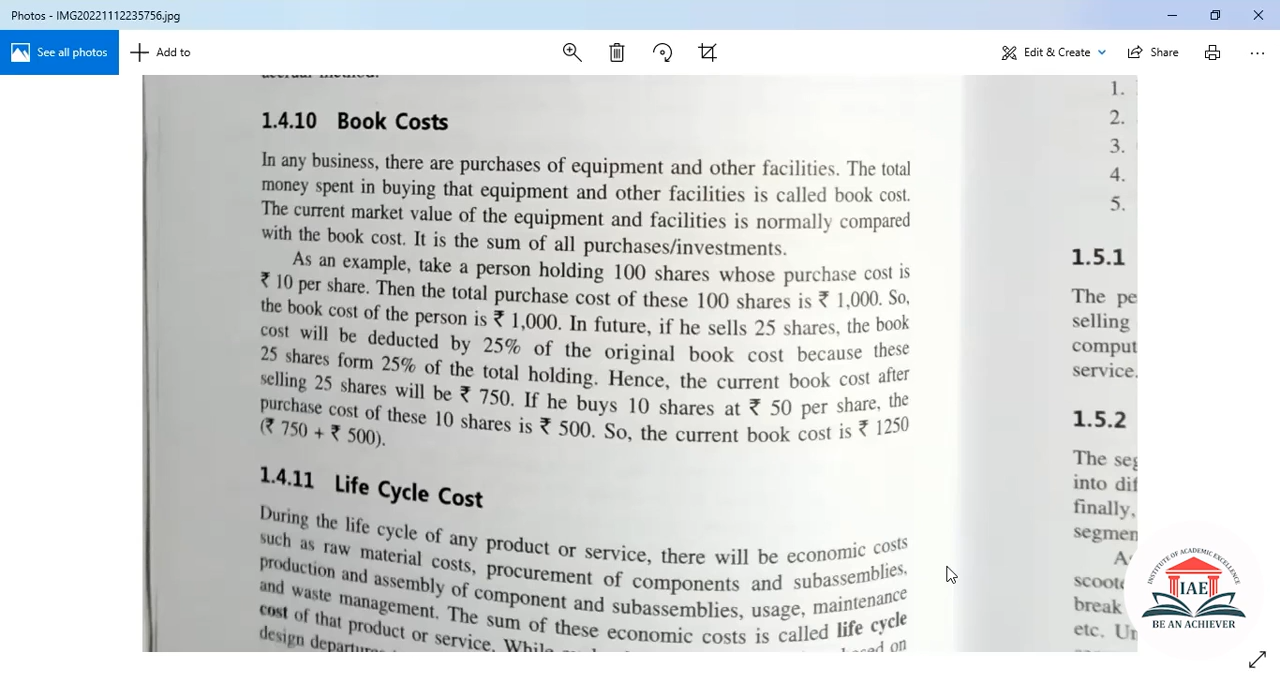 Photos - IMG20221112235756.jpg
See all photos
Add to
Edit & Create
Share
1.4.10 Book Costs
In any business, there are purchases of equipment and other facilities. The total
money spent in buying that equipment and other facilities is called book cost.
The current market value of the equipment and facilities is normally compared
with the book cost. It is the sum of all purchases/investments.
As an example, take a person holding 100 shares whose purchase cost is
₹ 10 per share. Then the total purchase cost of these 100 shares is ₹ 1,000. So,
the book cost of the person is ₹ 1,000. In future, if he sells 25 shares, the book
cost will be deducted by 25% of the original book cost because these
25 shares form 25% of the total holding. Hence, the current book cost after
selling 25 shares will be ₹ 750. If he buys 10 shares at ₹ 50 per share, the
purchase cost of these 10 shares is ₹ 500. So, the current book cost is ₹ 1250
(₹ 750 + ₹ 500).
1.4.11 Life Cycle Cost
During the life cycle of any product or service, there will be economic costs
such as raw material costs, procurement of components and subassemblies,
production and assembly of component and subassemblies, usage, maintenance
and waste management. The sum of these economic costs is called life cycle
cost of that product or service. While
design
1.
2.
3.
4.
5.
1.5.1
The pe
selling
comput
service.
1.5.2
The seg
into dif
finally,
segmen
scoote
break
etc. Un
INSTITUTE OF ACADEMIC EXCELLENCE
IAE
BE AN ACHIEVER